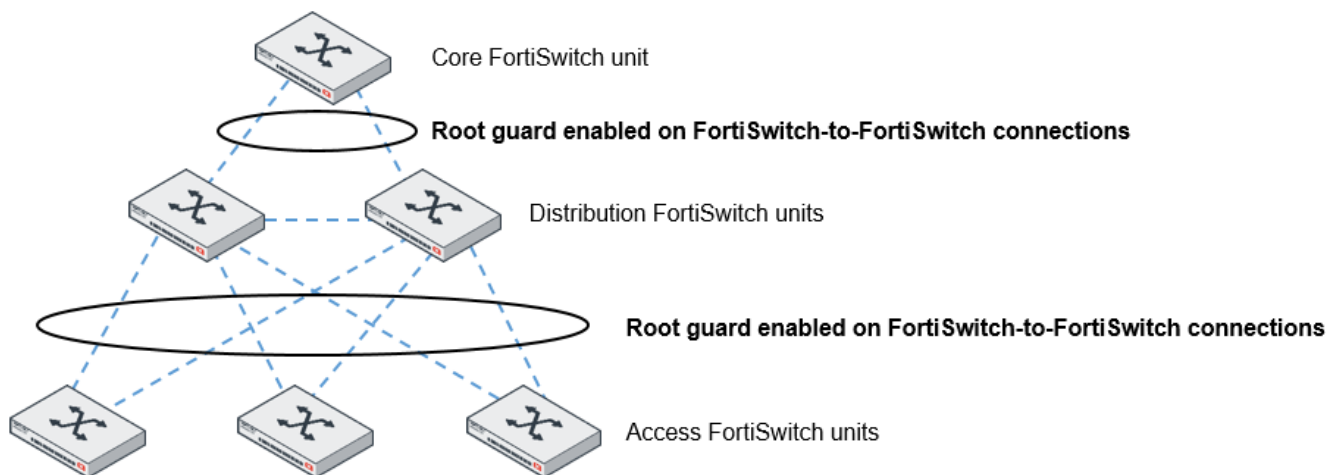 Core FortiSwitch unit
Root guard enabled on FortiSwitch-to-FortiSwitch connections
Distribution FortiSwitch units
Root guard enabled on FortiSwitch-to-FortiSwitch connections
Access FortiSwitch units